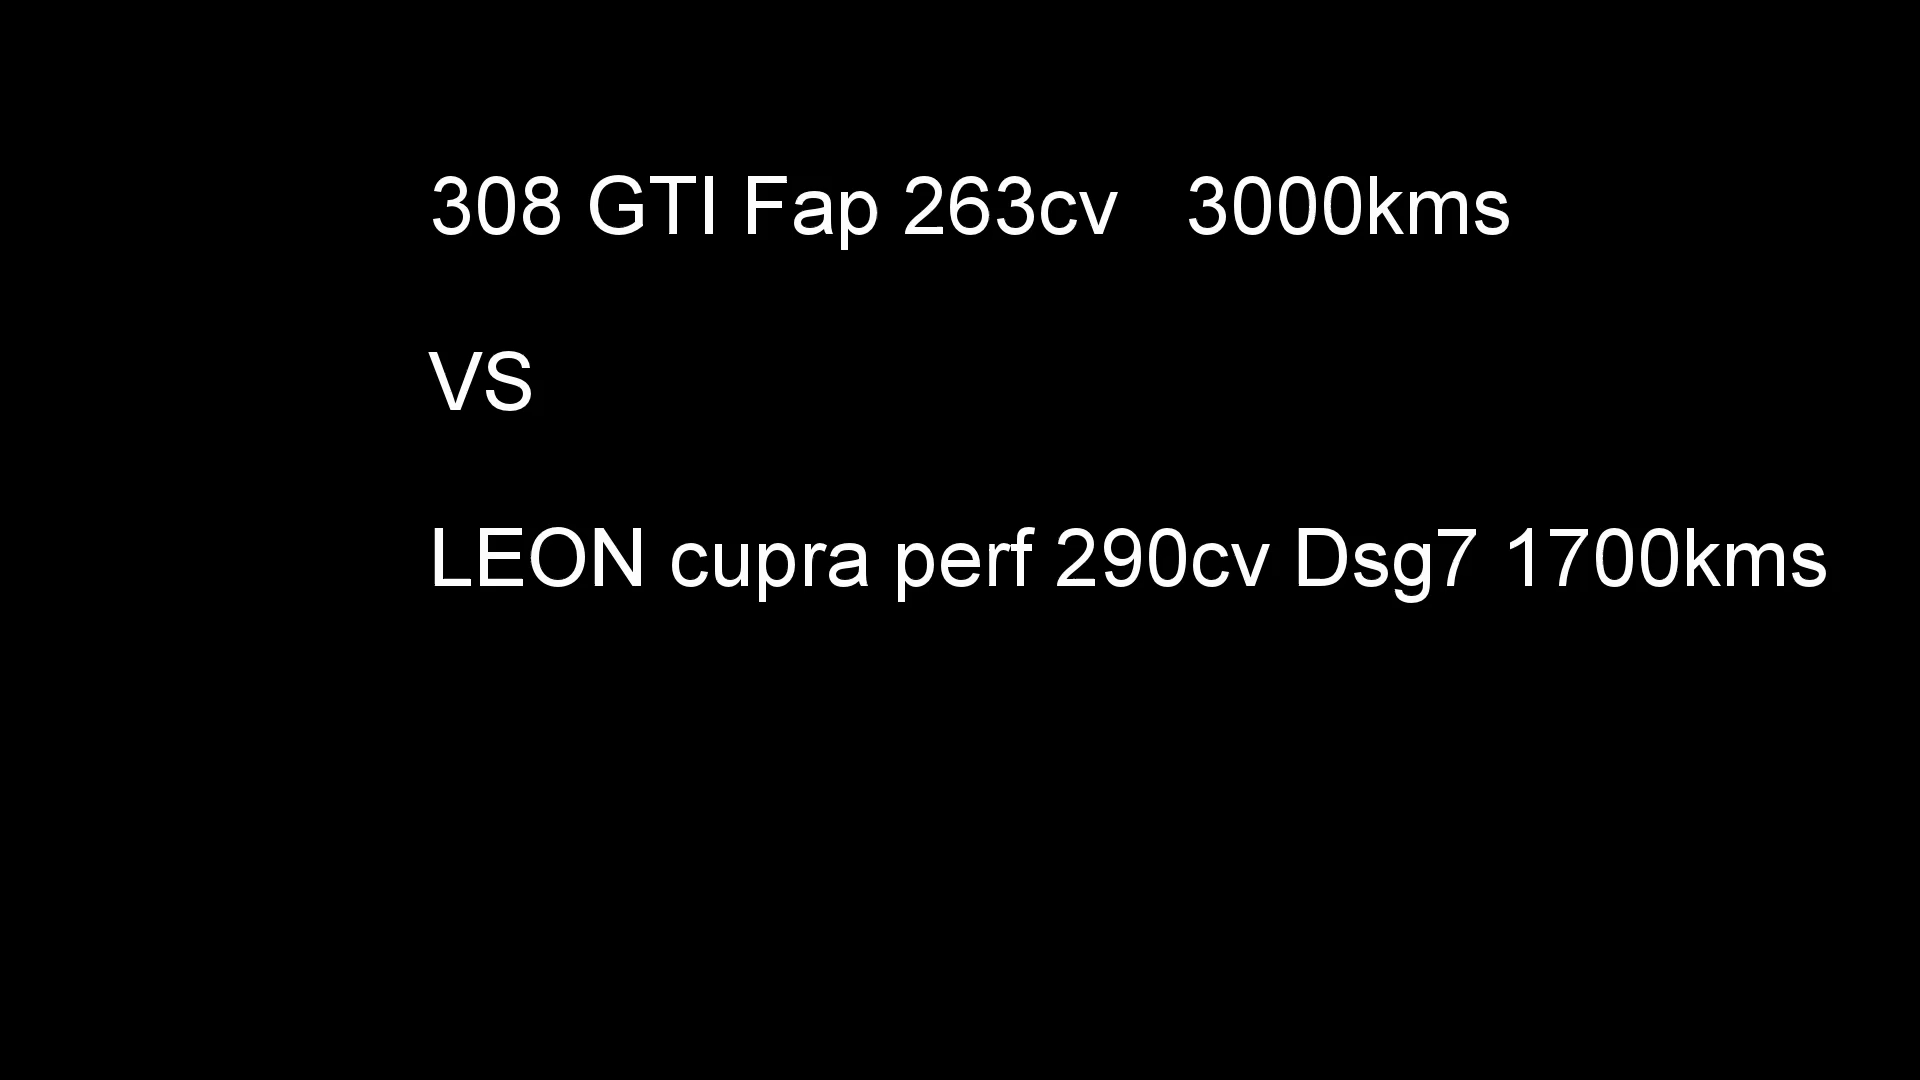 308 GTI Fap 263cv   3000kms
VS
LEON cupra perf 290cv Dsg7 1700kms